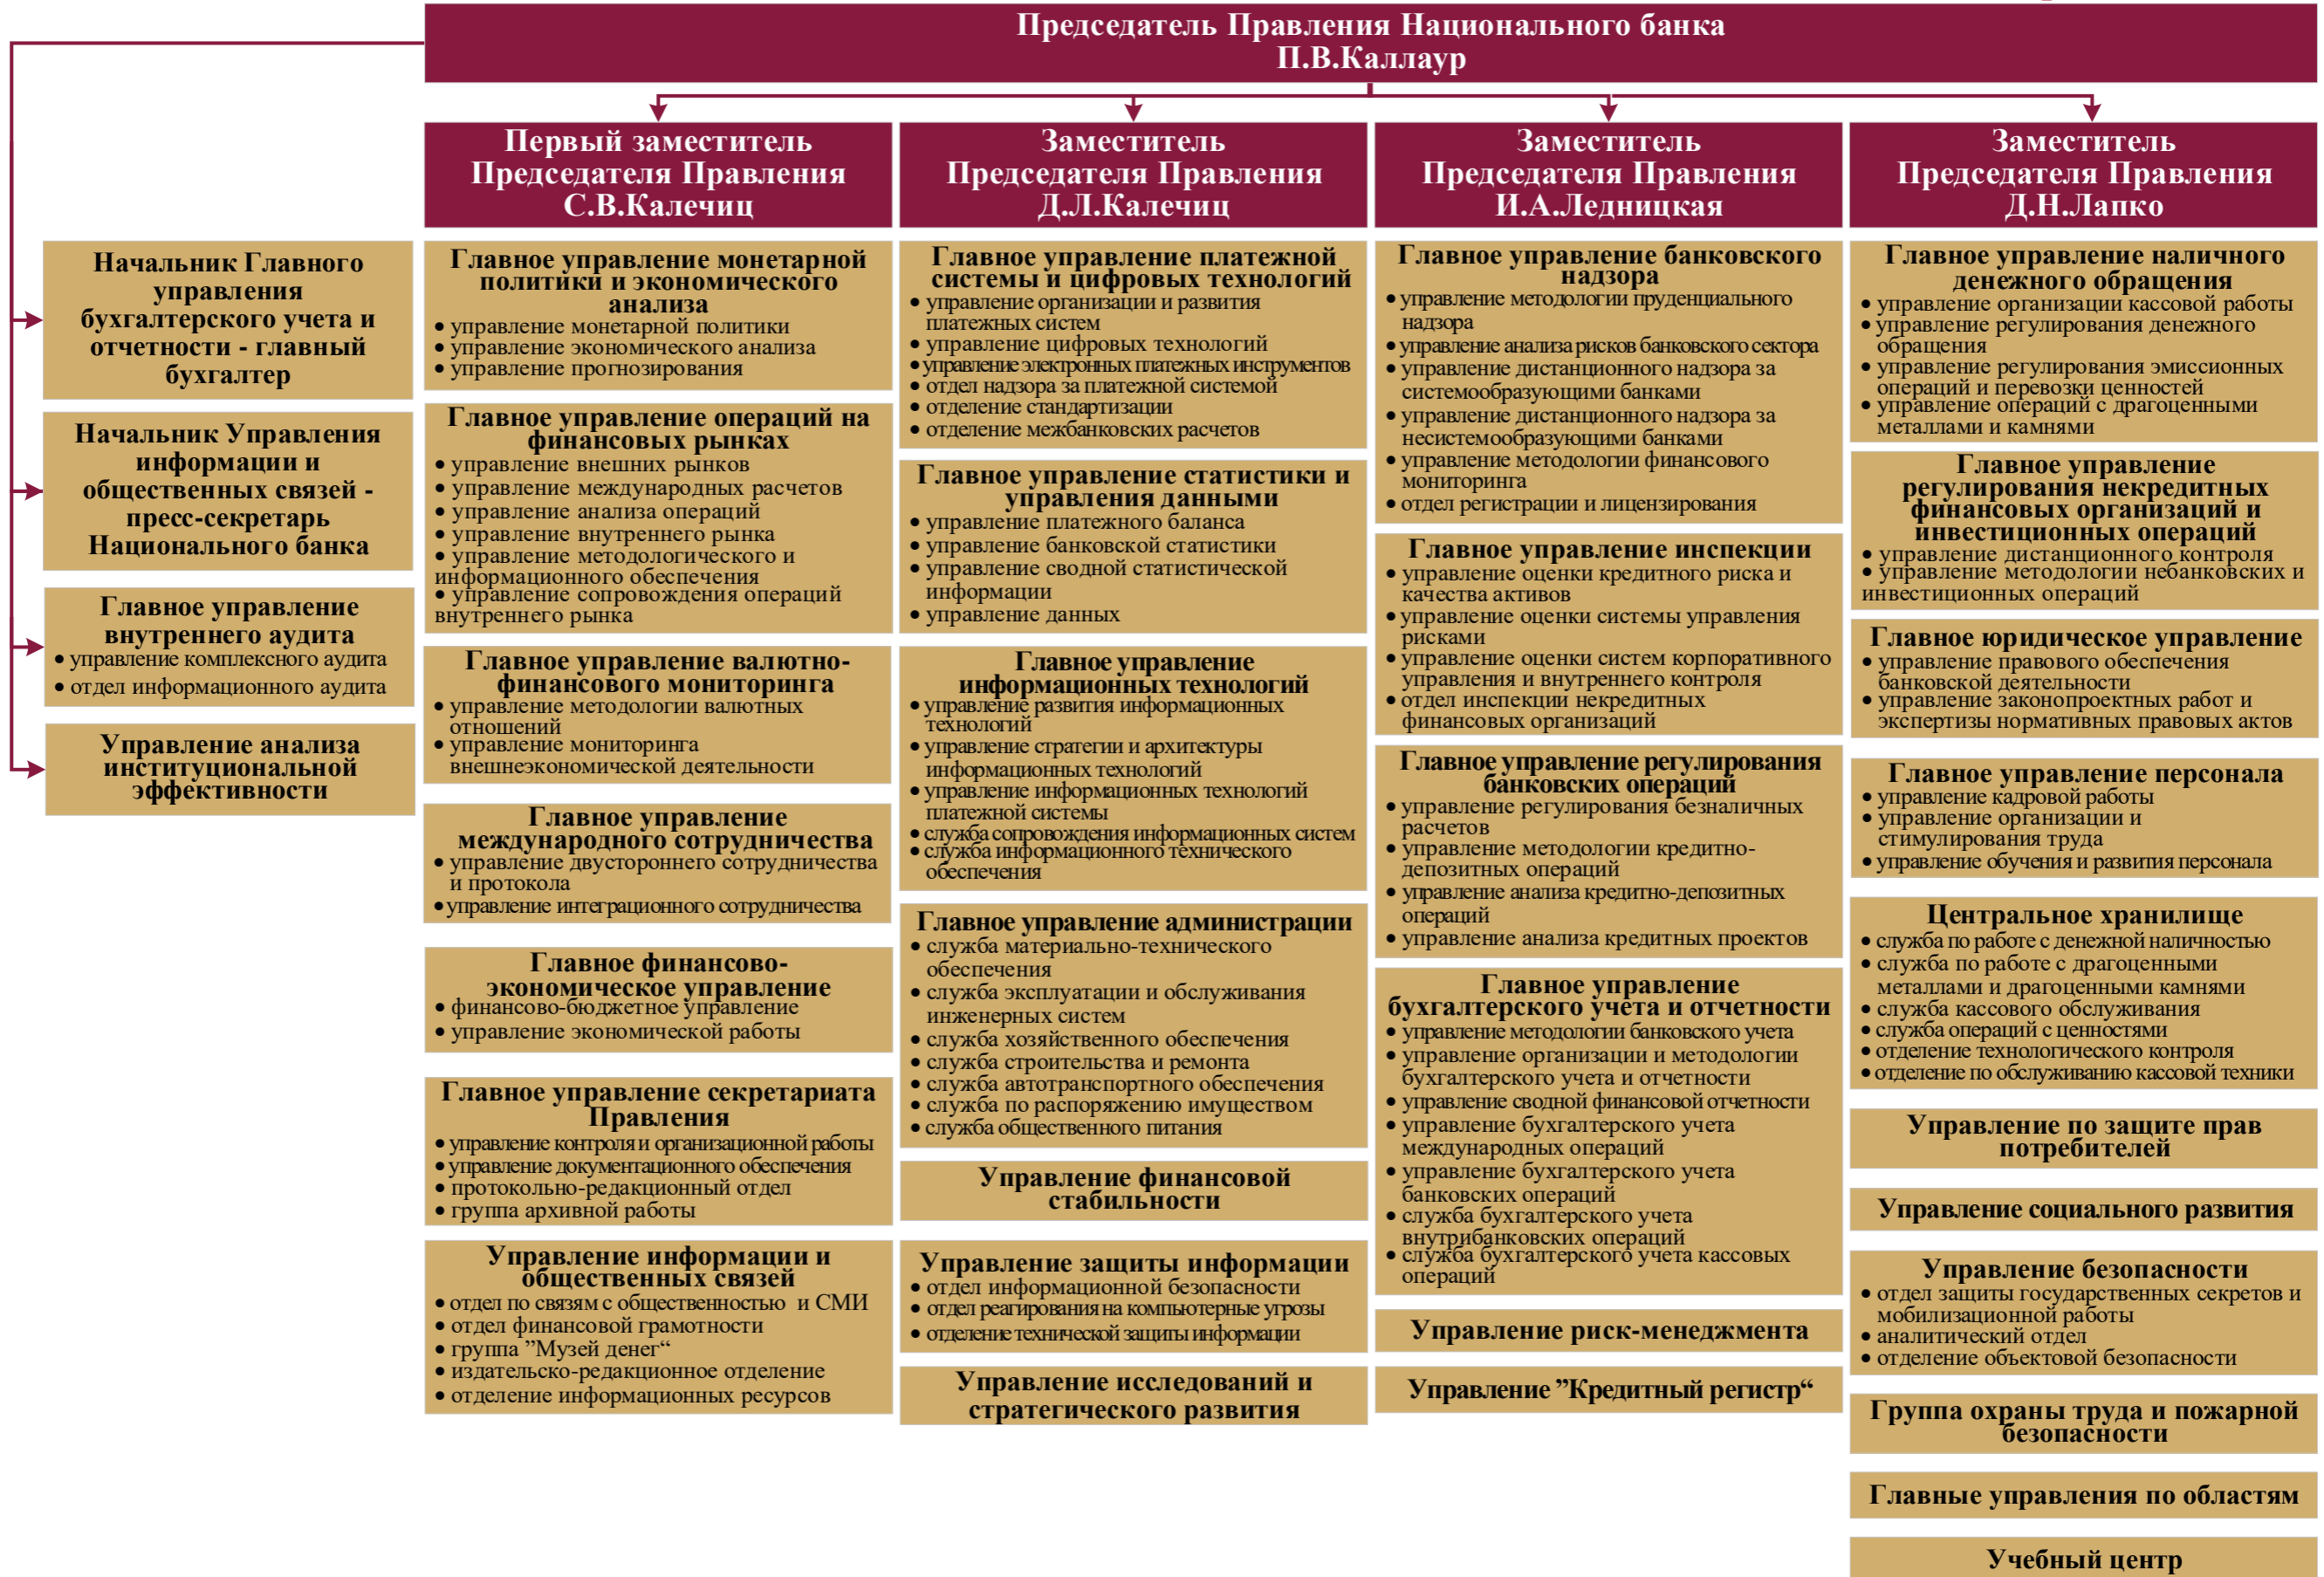 Председатель Правления Национального банка
П.В.Каллаур
Первый заместитель
Председателя Правления
С.В.Калечиц
Заместитель
Председателя Правления
Д.Л.Калечиц
Заместитель
Председателя Правления
И.А.Ледницкая
Заместитель
Председателя Правления
Д.Н.Лапко
Начальник Главного
управления
бухгалтерского учета и
отчетности - главный
бухгалтер
Начальник Управления
информации и
общественных связей -
пресс-секретарь
Национального банка
Главное управление
внутреннего аудита
• управление комплексного аудита
• отдел информационного аудита
Управление анализа
институциональной
эффективности
Главное управление монетарной
политики и экономического
анализа
• управление монетарной политики
• управление экономического анализа
• управление прогнозирования
Главное управление операций на
финансовых рынках
• управление внешних рынков
• управление международных расчетов
• управление анализа операций
• управление внутреннего рынка
• управление методологического и
информационного обеспечения
• управление сопровождения операций
внутреннего рынка
Главное управление валютно-
финансового мониторинга
• управление методологии валютных
отношений
• управление мониторинга
внешнеэкономической деятельности
Главное управление
международного сотрудничества
• управление двустороннего сотрудничества
и протокола
• управление интеграционного сотрудничества
Главное финансово-
экономическое управление
• финансово-бюджетное управление
• управление экономической работы
Главное управление секретариата
Правления
• управление контроля и организационной работы
• управление документационного обеспечения
• протокольно-редакционный отдел
• группа архивной работы
Управление информации и
общественных связей
• отдел по связям с общественностью и СМИ
• отдел финансовой грамотности
• группа ”Музей денег“
• издательско-редакционное отделение
• отделение информационных ресурсов
Главное управление платежной
системы и цифровых технологий
• управление организации и развития
платежных систем
• управление цифровых технологий
• управление электронных платежных инструментов
• отдел надзора за платежной системой
• отделение стандартизации
• отделение межбанковских расчетов
Главное управление статистики и
управления данными
• управление платежного баланса
• управление банковской статистики
• управление сводной статистической
информации
• управление данных
Главное управление
информационных технологий
• управление развития информационных
технологий
• управление стратегии и архитектуры
информационных технологий
• управление информационных технологий
платежной системы
• служба сопровождения информационных систем
• служба информационного технического
обеспечения
Главное управление администрации
• служба материально-технического
обеспечения
• служба эксплуатации и обслуживания
инженерных систем
• служба хозяйственного обеспечения
• служба строительства и ремонта
• служба автотранспортного обеспечения
• служба по распоряжению имуществом
• служба общественного питания
Управление финансовой
стабильности
Управление защиты информации
• отдел информационной безопасности
• отдел реагирования на компьютерные угрозы
• отделение технической защиты информации
Управление исследований и
стратегического развития
Главное управление банковского
надзора
• управление методологии пруденциального
надзора
• управление анализа рисков банковского сектора
• управление дистанционного надзора за
системообразующими банками
• управление дистанционного надзора за
несистемообразующими банками
• управление методологии финансового
мониторинга
• отдел регистрации и лицензирования
Главное управление инспекции
• управление оценки кредитного риска и
качества активов
• управление оценки системы управления
рисками
• управление оценки систем корпоративного
управления и внутреннего контроля
• отдел инспекции некредитных
финансовых организаций
Главное управление регулирования
банковских операций
• управление регулирования безналичных
расчетов
• управление методологии кредитно-
депозитных операций
• управление анализа кредитно-депозитных
операций
• управление анализа кредитных проектов
Главное управление
бухгалтерского учета и отчетности
• управление методологии банковского учета
• управление организации и методологии
бухгалтерского учета и отчетности
• управление сводной финансовой отчетности
• управление бухгалтерского учета
международных операций
• управление бухгалтерского учета
банковских операций
• служба бухгалтерского учета
внутрибанковских операций
• служба бухгалтерского учета кассовых
операций
Управление риск-менеджмента
Управление ”Кредитный регистр“
Главное управление наличного
денежного обращения
• управление организации кассовой работы
• управление регулирования денежного
обращения
• управление регулирования эмиссионных
операций и перевозки ценностей
• управление операций с драгоценными
металлами и камнями
Главное управление
регулирования некредитных
финансовых организаций и
инвестиционных операций
• управление дистанционного контроля
• управление методологии небанковских и
инвестиционных операций
Главное юридическое управление
• управление правового обеспечения
банковской деятельности
• управление законопроектных работ и
экспертизы нормативных правовых актов
Главное управление персонала
• управление кадровой работы
• управление организации и
стимулирования труда
• управление обучения и развития персонала
Центральное хранилище
• служба по работе с денежной наличностью
• служба по работе с драгоценными
металлами и драгоценными камнями
• служба кассового обслуживания
• служба операций с ценностями
• отделение технологического контроля
• отделение по обслуживанию кассовой техники
Управление по защите прав
потребителей
Управление социального развития
Управление безопасности
• отдел защиты государственных секретов и
мобилизационной работы
• аналитический отдел
• отделение объектовой безопасности
Группа охраны труда и пожарной
безопасности
Главные управления по областям
Учебный центр